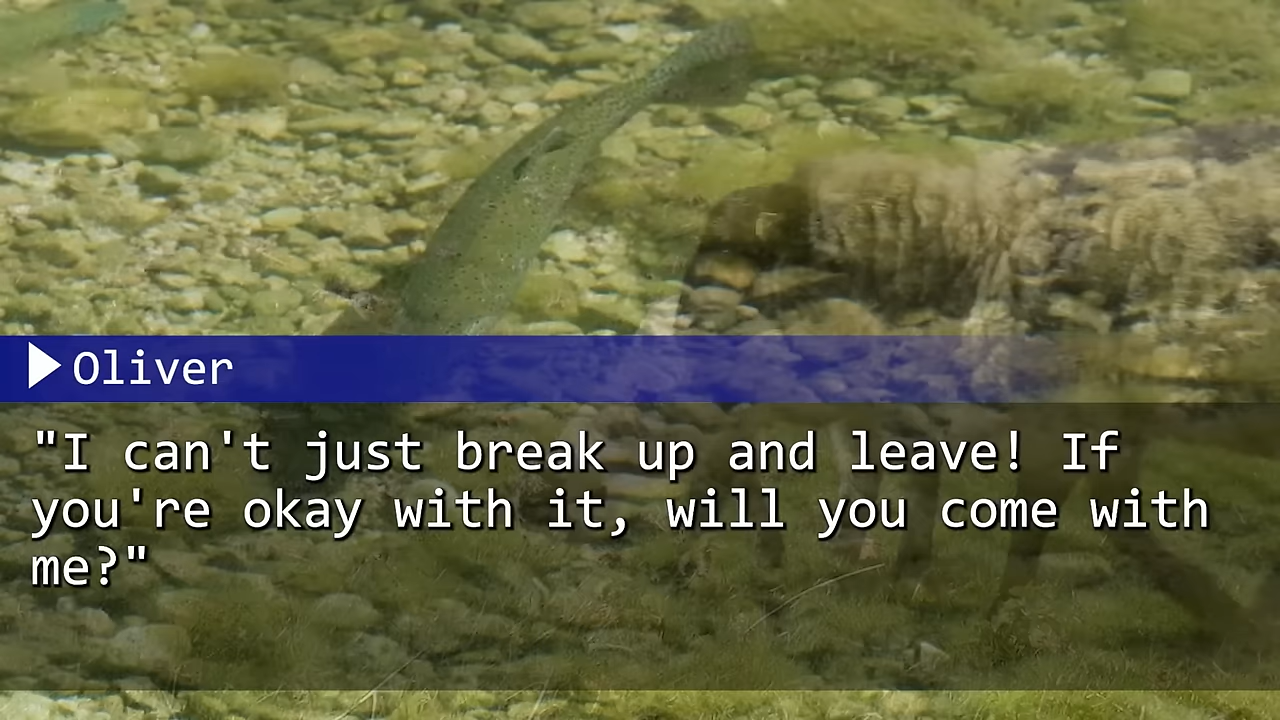 Oliver
"I can't just break up and leave! If
you're okay with it, will you come with
me?"